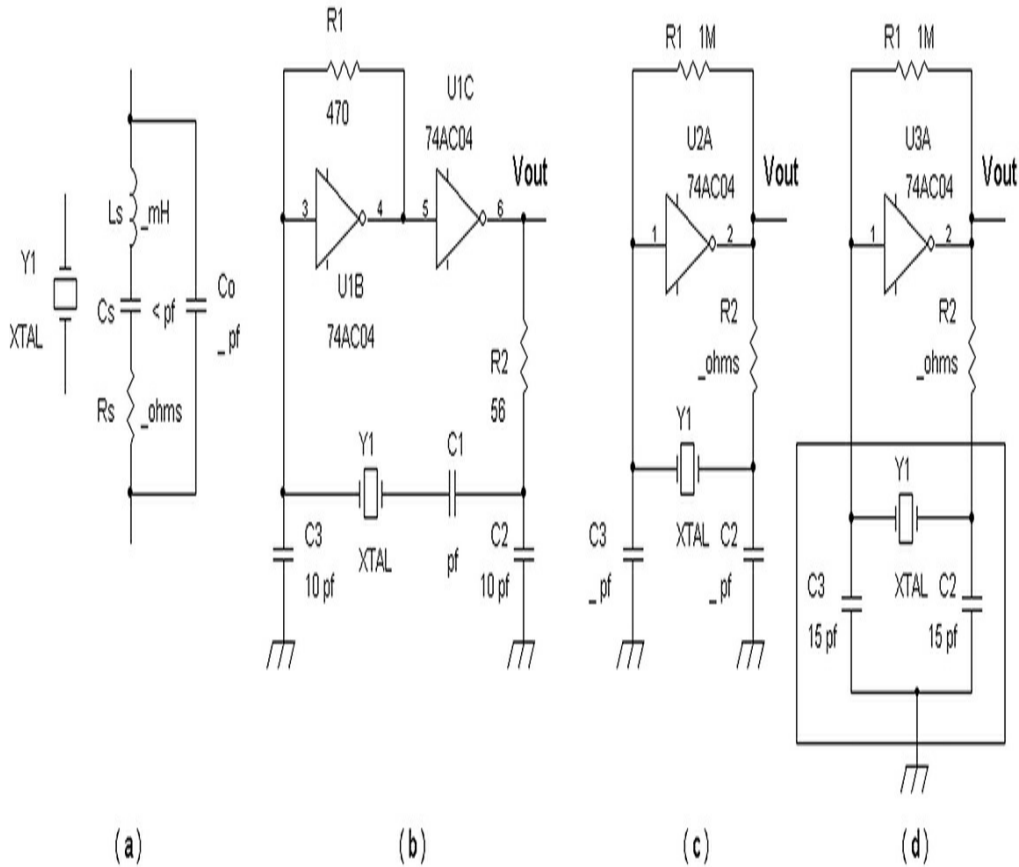 Y1
XTAL
Ls _mH
Cs < pf
Rs _ohms
Co
_ pf
(a)
R1
470
U1C
74AC04
Vout
3 4 5 6
U1B
74AC04
R2
56
Y1
XTAL
C1
pf
C3
10 pf
C2
10 pf
(b)
R1 1M
U2A
74AC04
Vout
1 2
R2
_ohms
Y1
XTAL
C3
_ pf
C2
_ pf
(c)
R1 1M
U3A
74AC04
Vout
1 2
R2
_ohms
Y1
XTAL
C3
15 pf
C2
15 pf
(d)